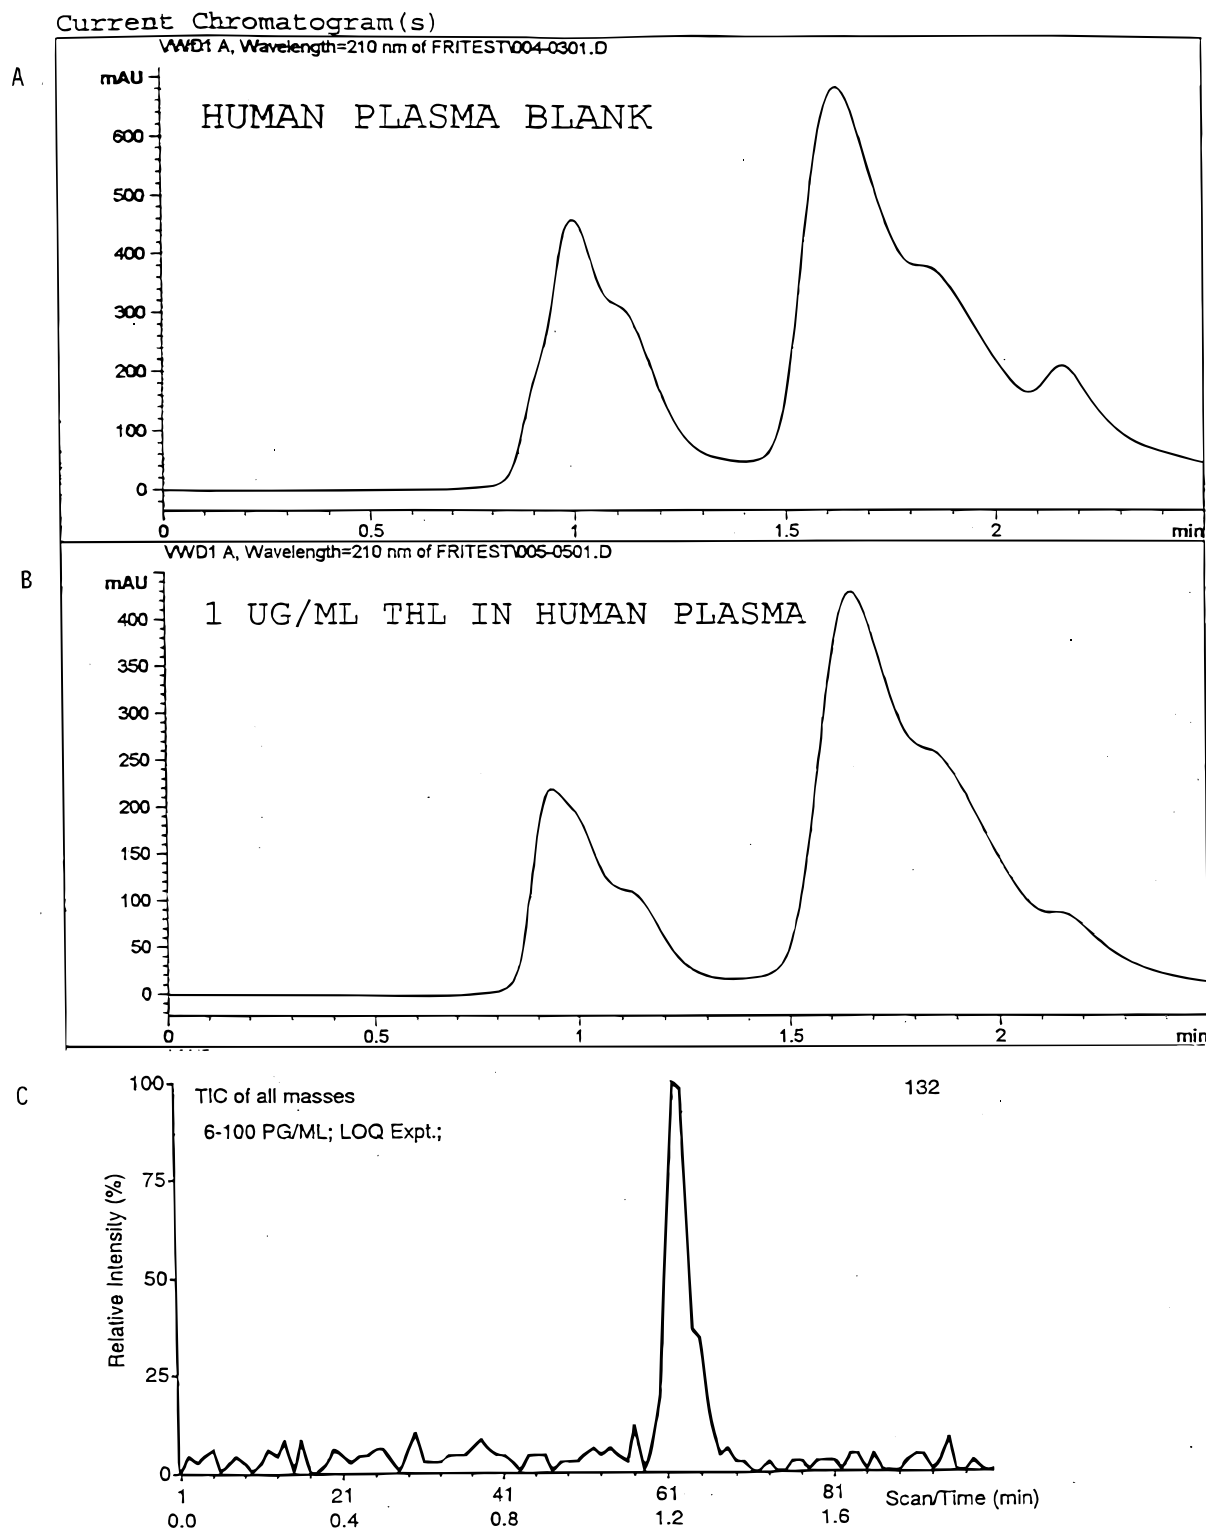 Current Chromatogram(s)
A
VWD1 A, Wavelength=210 nm of FRITEST\004-0301.D
mAU
HUMAN PLASMA BLANK
600
500
400
300
200
100
0
0 0.5 1 1.5 2 min
B
VWD1 A, Wavelength=210 nm of FRITEST\005-0501.D
mAU
1 UG/ML THL IN HUMAN PLASMA
400
350
300
250
200
150
100
50
0
0 0.5 1 1.5 2 min
C
100
TIC of all masses
132
6-100 PG/ML; LOQ Expt.;
75
50
25
0
Relative Intensity (%)
1 21 41 61 81 Scan/Time (min)
0.0 0.4 0.8 1.2 1.6